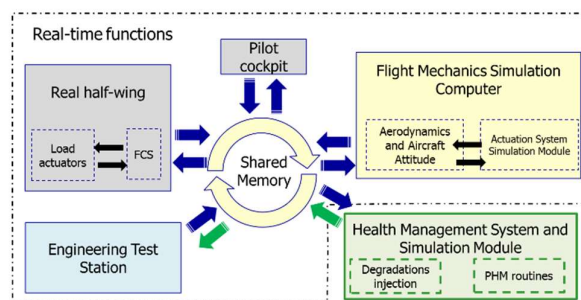 Real-time functions
Pilot
cockpit
Real half-wing
Load
actuators
FCS
Flight Mechanics Simulation
Computer
Aerodynamics
and Aircraft
Attitude
Actuation System
Simulation Module
Shared
Memory
Engineering Test
Station
Health Management System and
Simulation Module
Degradations
injection
PHM routines